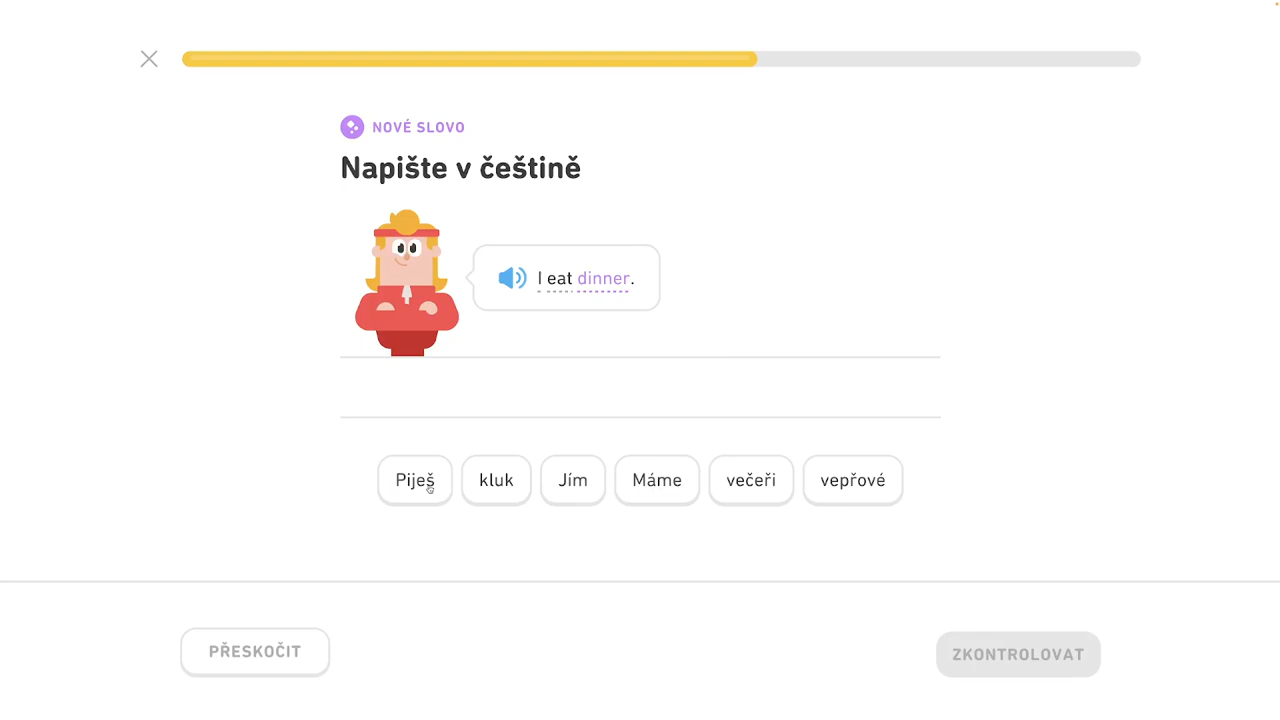 NOVÉ SLOVO
Napište v češtině
I eat dinner.
Piješ kluk Jím Máme večeři vepřové
PŘESKOČIT ZKONTROLOVAT